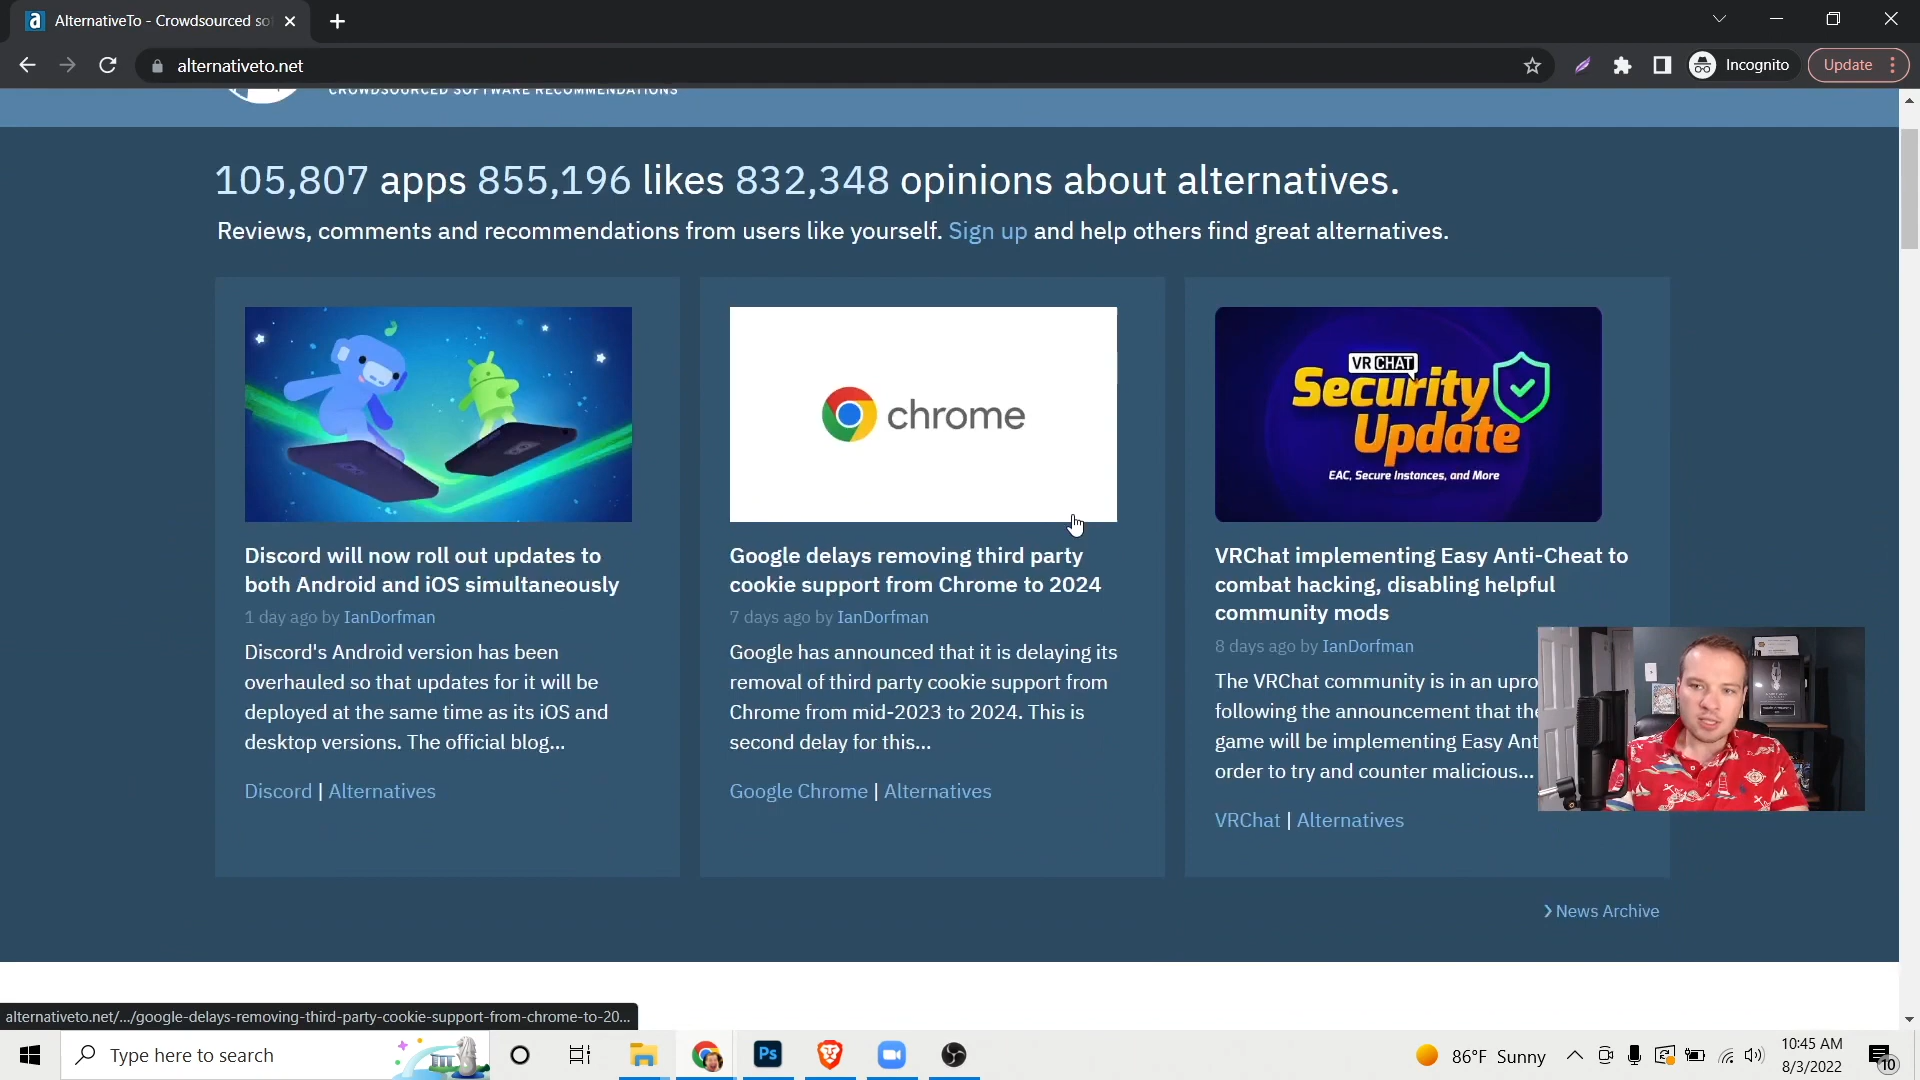 AlternativeTo - Crowdsourced so
alternativeto.net
Incognito
Update
CROWDSOURCED SOFTWARE RECOMMENDATIONS
105,807 apps 855,196 likes 832,348 opinions about alternatives.
Reviews, comments and recommendations from users like yourself. Sign up and help others find great alternatives.
chrome
VR CHAT
Security
Update
EAC, Secure Instances, and More
Discord will now roll out updates to
both Android and iOS simultaneously
1 day ago by IanDorfman
Discord's Android version has been
overhauled so that updates for it will be
deployed at the same time as its iOS and
desktop versions. The official blog...
Discord | Alternatives
Google delays removing third party
cookie support from Chrome to 2024
7 days ago by IanDorfman
Google has announced that it is delaying its
removal of third party cookie support from
Chrome from mid-2023 to 2024. This is
second delay for this...
Google Chrome | Alternatives
VRChat implementing Easy Anti-Cheat to
combat hacking, disabling helpful
community mods
8 days ago by IanDorfman
The VRChat community is in an upro
following the announcement that the
game will be implementing Easy Ant
order to try and counter malicious...
VRChat | Alternatives
News Archive
alternativeto.net/.../google-delays-removing-third-party-cookie-support-from-chrome-to-20...
Type here to search
Ps
86°F Sunny
10:45 AM
8/3/2022
10